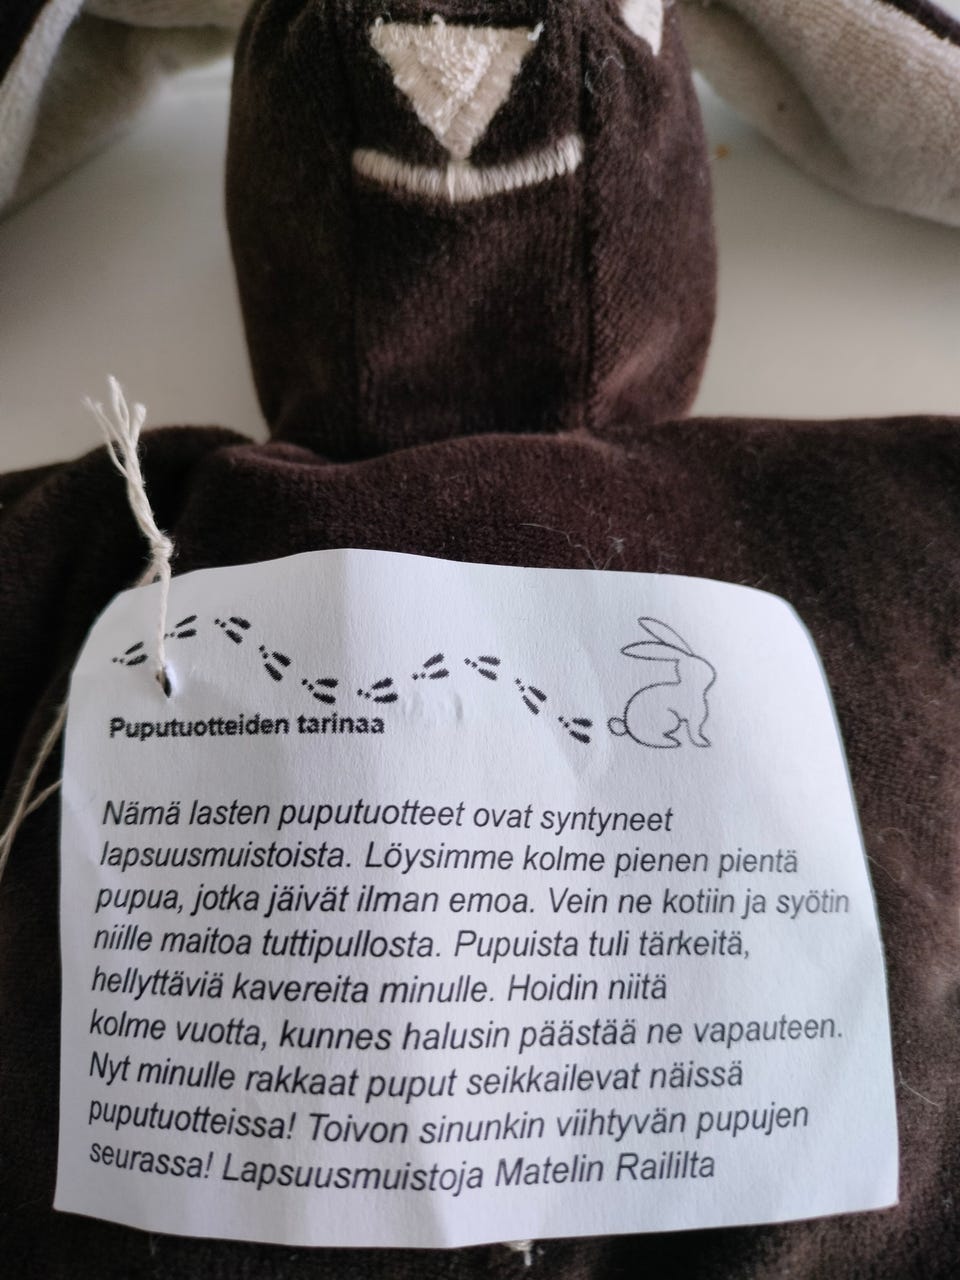 Puputuotteiden tarinaa
Nämä lasten puputuotteet ovat syntyneet
lapsuusmuistoista. Löysimme kolme pienen pientä
pupua, jotka jäivät ilman emoa. Vein ne kotiin ja syötin
niille maitoa tuttipullosta. Pupuista tuli tärkeitä,
hellyttäviä kavereita minulle. Hoidin niitä
kolme vuotta, kunnes halusin päästää ne vapauteen.
Nyt minulle rakkaat puput seikkailevat näissä
puputuotteissa! Toivon sinunkin viihtyvän pupujen
seurassa! Lapsuusmuistoja Matelin Raililta